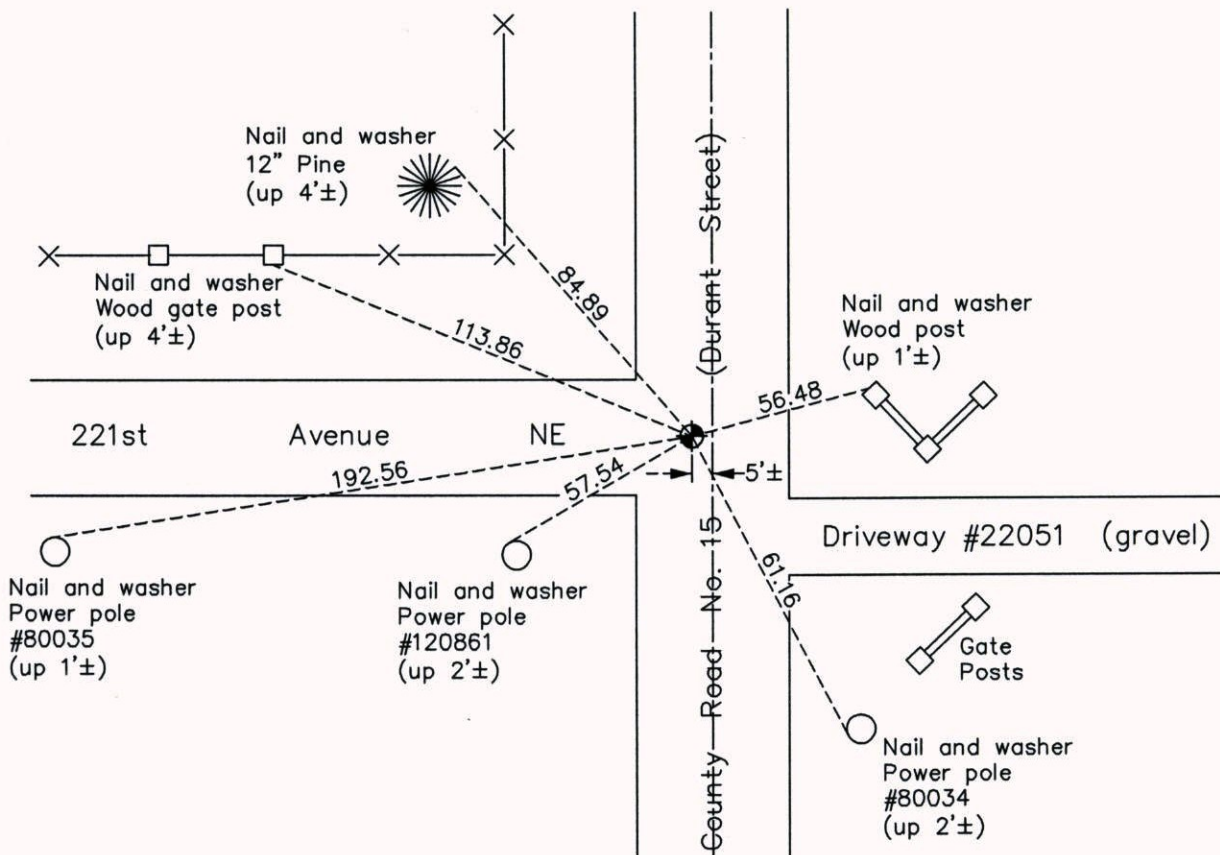 Nail and washer
12" Pine
(up 4'±)
Nail and washer
Wood gate post
(up 4'±)
84.89
113.86
(Durant Street)
Nail and washer
Wood post
(up 1'±)
56.48
221st Avenue NE
192.56
57.54
5'±
Driveway #22051 (gravel)
61.16
County Road No. 15
Nail and washer
Power pole
#80035
(up 1'±)
Nail and washer
Power pole
#120861
(up 2'±)
Gate
Posts
Nail and washer
Power pole
#80034
(up 2'±)